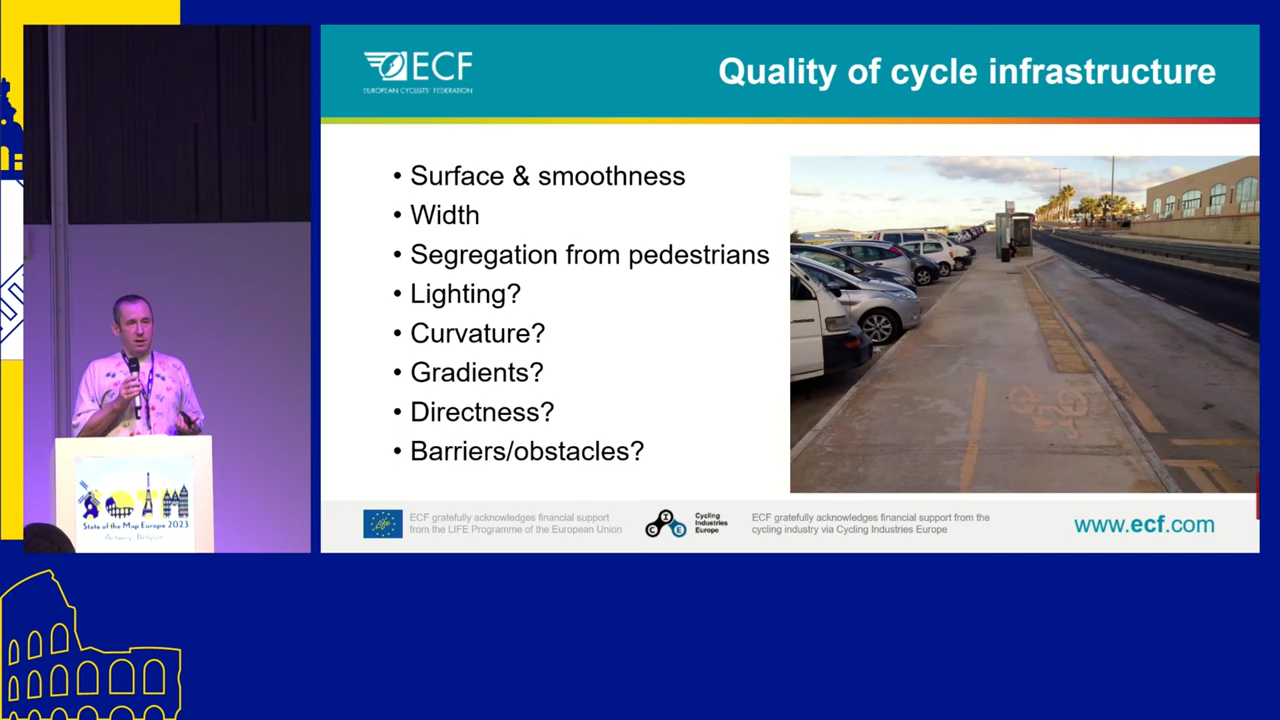 ECF
EUROPEAN CYCLISTS' FEDERATION
Quality of cycle infrastructure
• Surface & smoothness
• Width
• Segregation from pedestrians
• Lighting?
• Curvature?
• Gradients?
• Directness?
• Barriers/obstacles?
State of the Map Europe 2023
Antwerp, Belgium
Life
ECF gratefully acknowledges financial support
from the LIFE Programme of the European Union
C I E
Cycling
Industries
Europe
ECF gratefully acknowledges financial support from the
cycling industry via Cycling Industries Europe
www.ecf.com